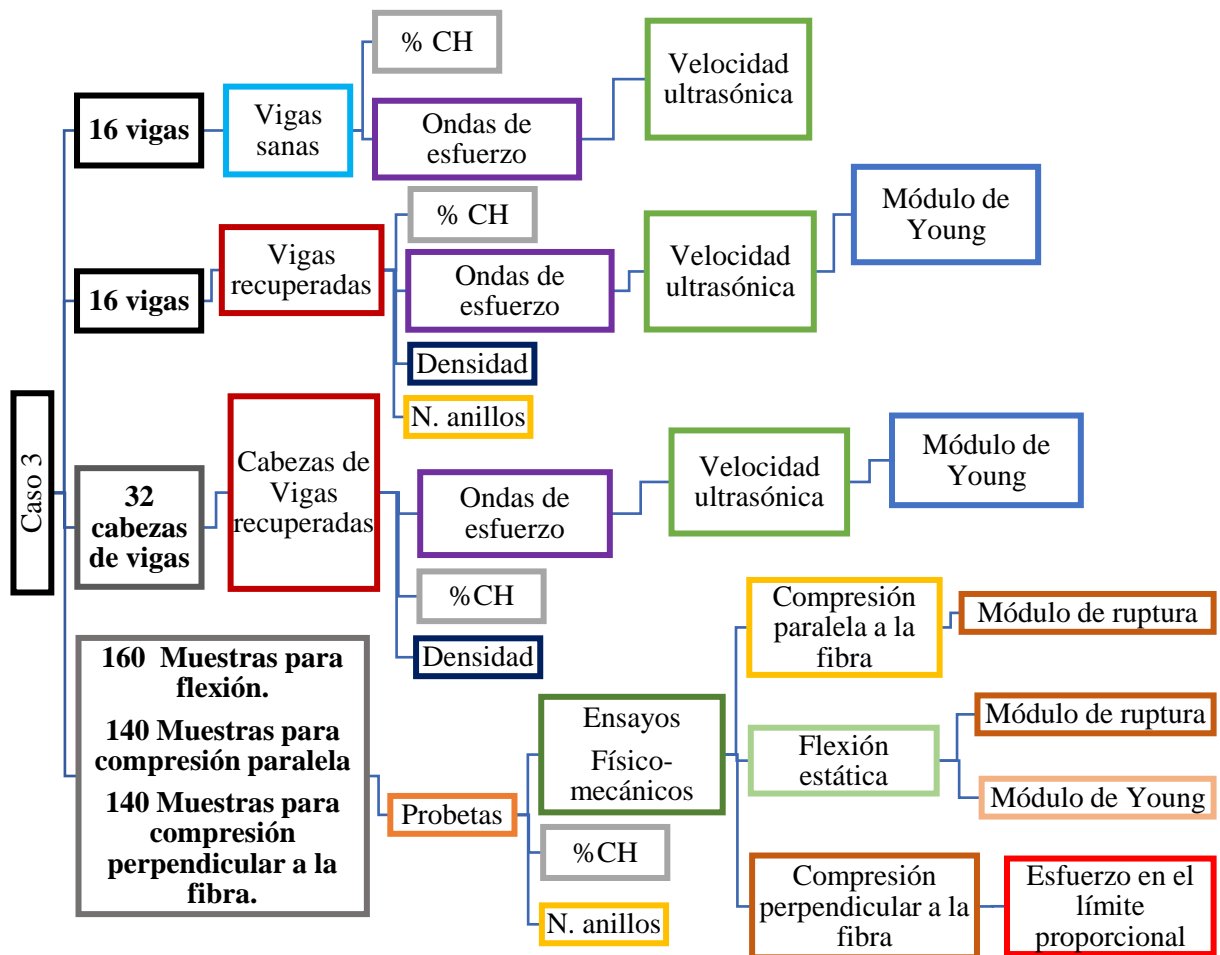 Caso 3
16 vigas
Vigas
sanas
% CH
Ondas de
esfuerzo
Velocidad
ultrasónica
16 vigas
Vigas
recuperadas
% CH
Ondas de
esfuerzo
Velocidad
ultrasónica
Módulo de
Young
Densidad
N. anillos
32
cabezas
de vigas
Cabezas de
Vigas
recuperadas
Ondas de
esfuerzo
Velocidad
ultrasónica
Módulo de
Young
%CH
Densidad
160 Muestras para
flexión.
140 Muestras para
compresión paralela
140 Muestras para
compresión
perpendicular a la
fibra.
Probetas
Ensayos
Físico-
mecánicos
%CH
N. anillos
Compresión
paralela a la
fibra
Módulo de ruptura
Flexión
estática
Módulo de ruptura
Módulo de Young
Compresión
perpendicular a la
fibra
Esfuerzo en el
límite
proporcional